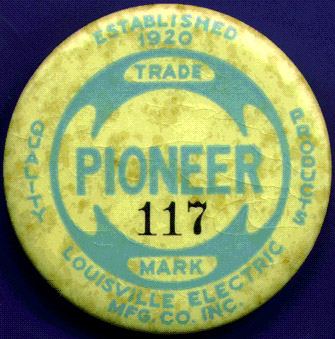 ESTABLISHED
1920
TRADE
QUALITY
PRODUCTS
PIONEER
117
MARK
LOUISVILLE ELECTRIC
MFG. CO. INC.